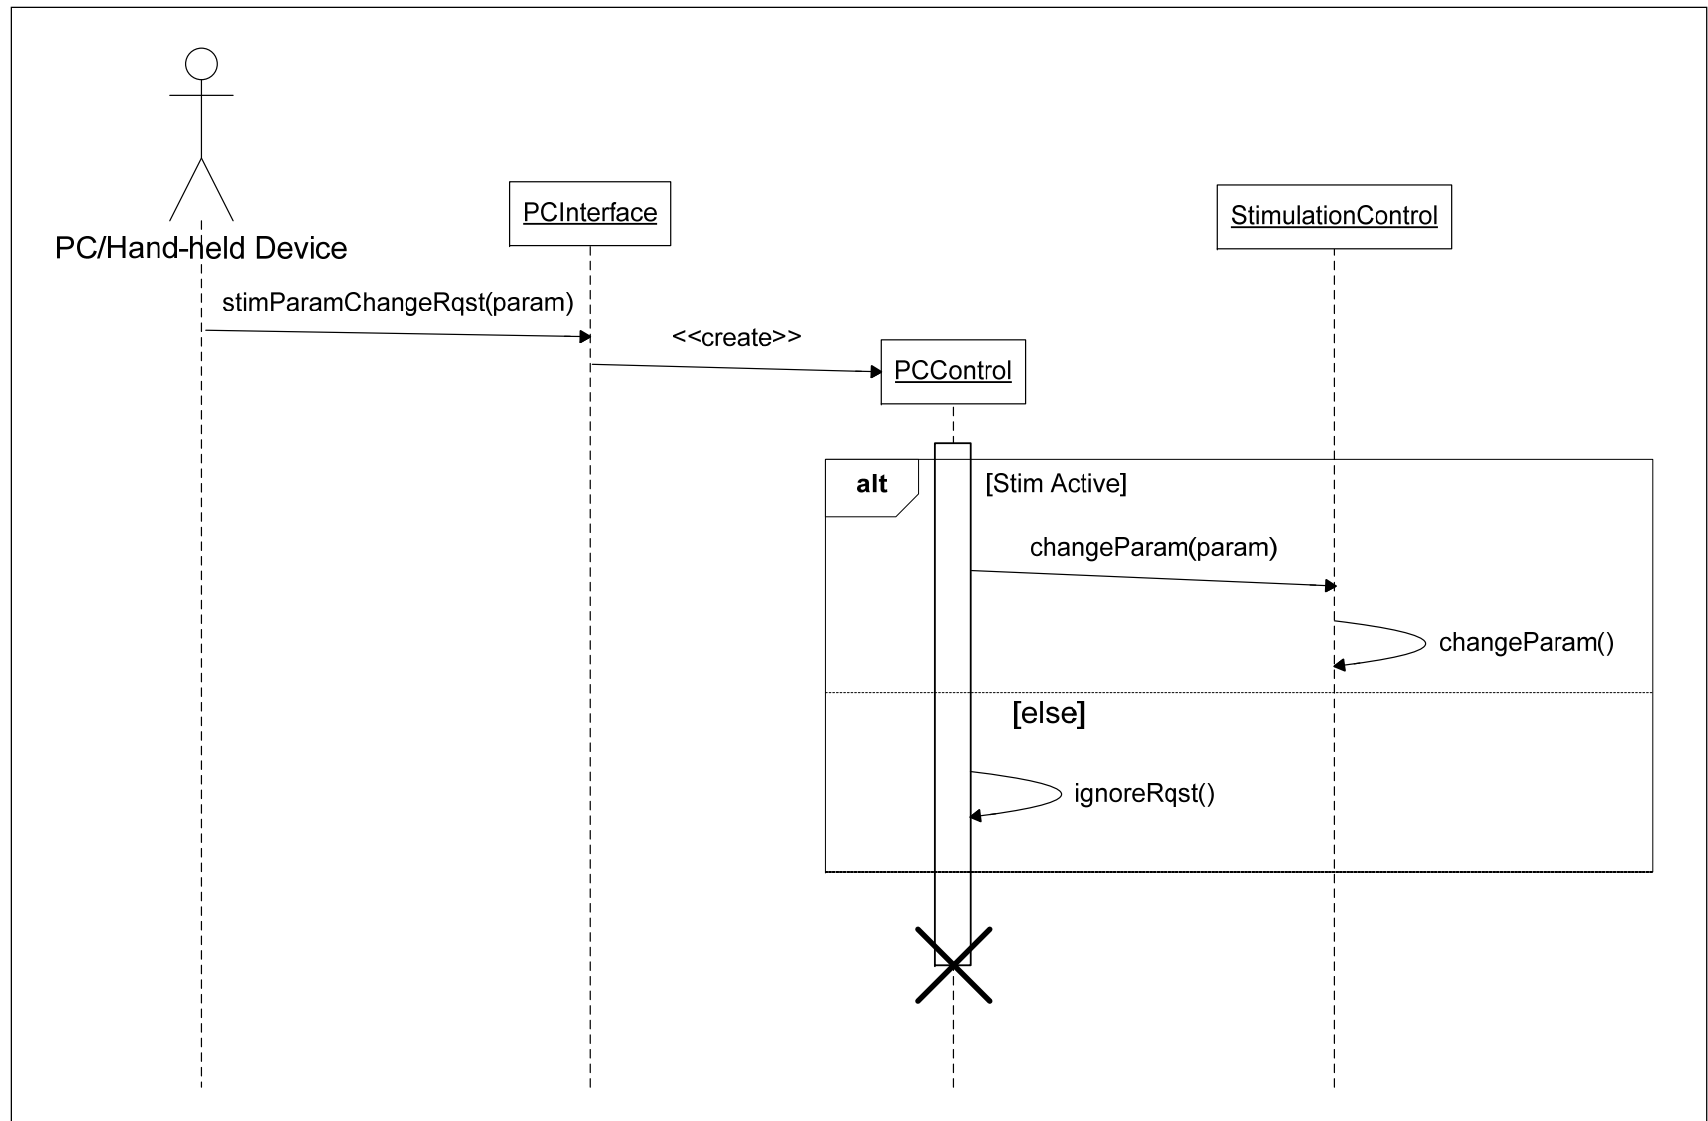 PC/Hand-held Device
PCInterface
StimulationControl
stimParamChangeRqst(param)
<<create>>
PCControl
alt
[Stim Active]
changeParam(param)
changeParam()
[else]
ignoreRqst()